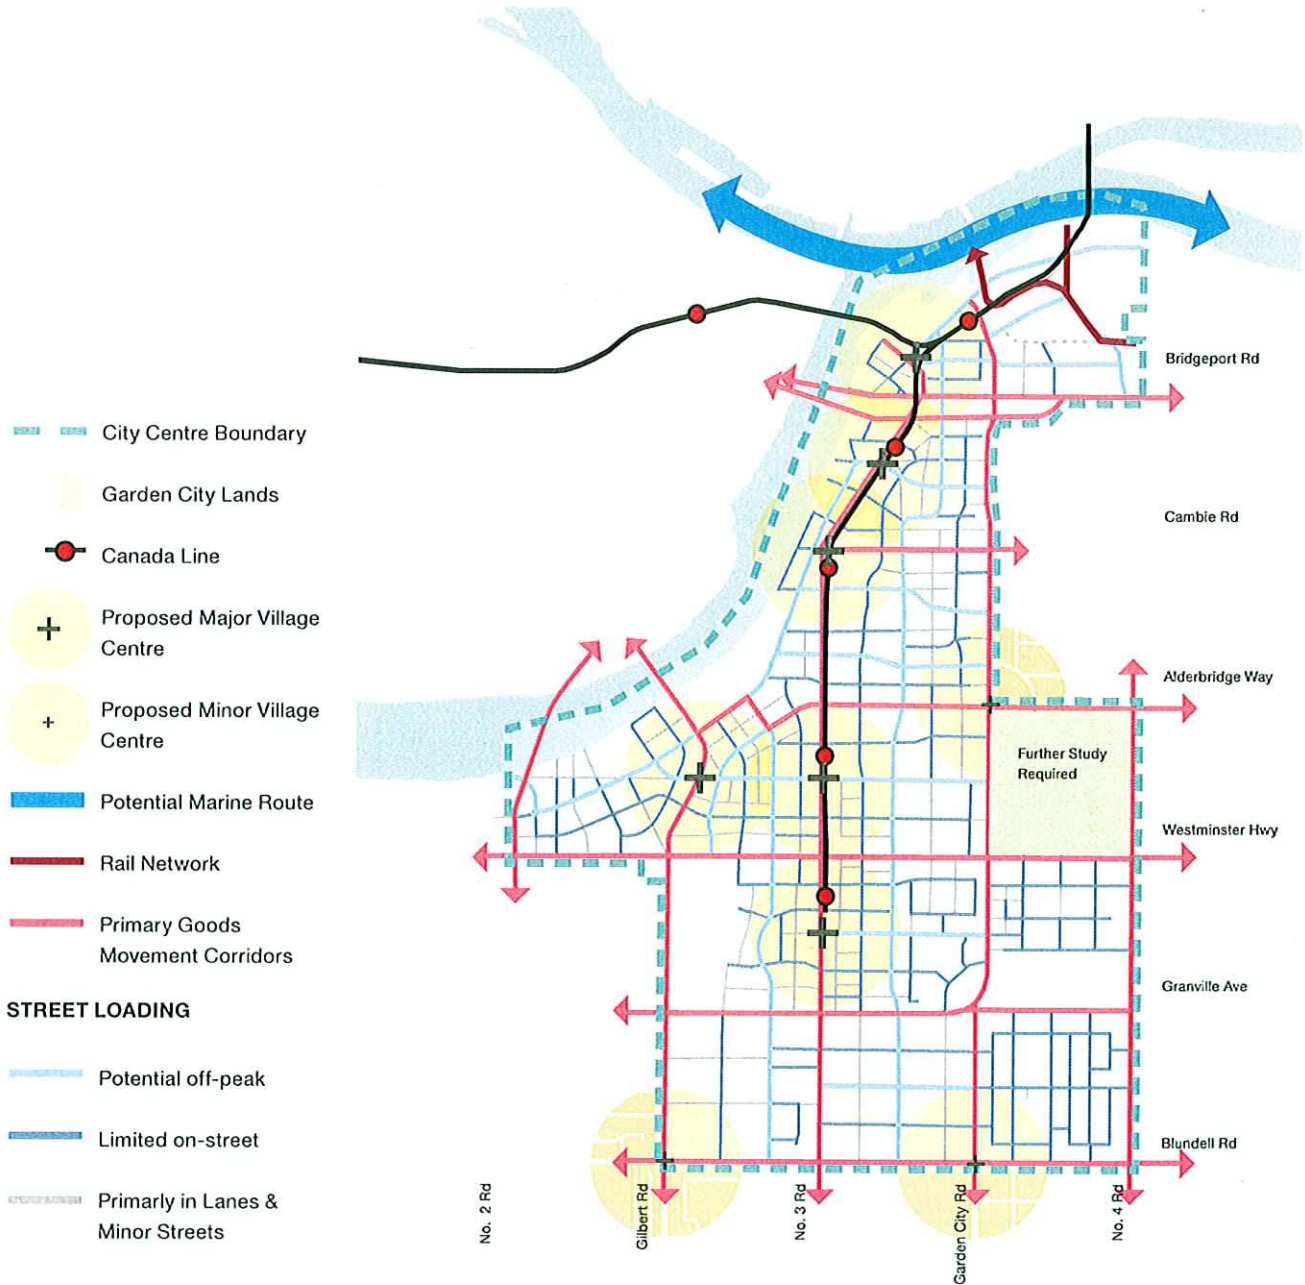 City Centre Boundary
Garden City Lands
Canada Line
Proposed Major Village
Centre
Proposed Minor Village
Centre
Potential Marine Route
Rail Network
Primary Goods
Movement Corridors
STREET LOADING
Potential off-peak
Limited on-street
Primarly in Lanes &
Minor Streets
Bridgeport Rd
Cambie Rd
Alderbridge Way
Further Study
Required
Westminster Hwy
Granville Ave
Blundell Rd
No. 2 Rd
Gilbert Rd
No. 3 Rd
Garden City Rd
No. 4 Rd